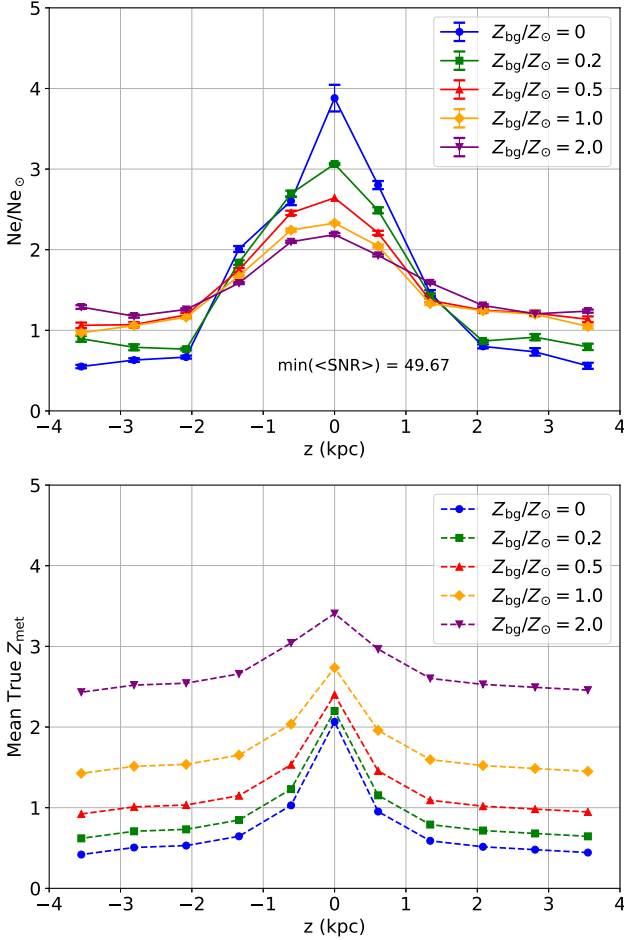 5
4
3
2
1
0
Ne/Ne⊙
Z_bg/Z⊙ = 0
Z_bg/Z⊙ = 0.2
Z_bg/Z⊙ = 0.5
Z_bg/Z⊙ = 1.0
Z_bg/Z⊙ = 2.0
min(<SNR>) = 49.67
−4 −3 −2 −1 0 1 2 3 4
z (kpc)
5
4
3
2
1
0
Mean True Z_met
Z_bg/Z⊙ = 0
Z_bg/Z⊙ = 0.2
Z_bg/Z⊙ = 0.5
Z_bg/Z⊙ = 1.0
Z_bg/Z⊙ = 2.0
−4 −3 −2 −1 0 1 2 3 4
z (kpc)